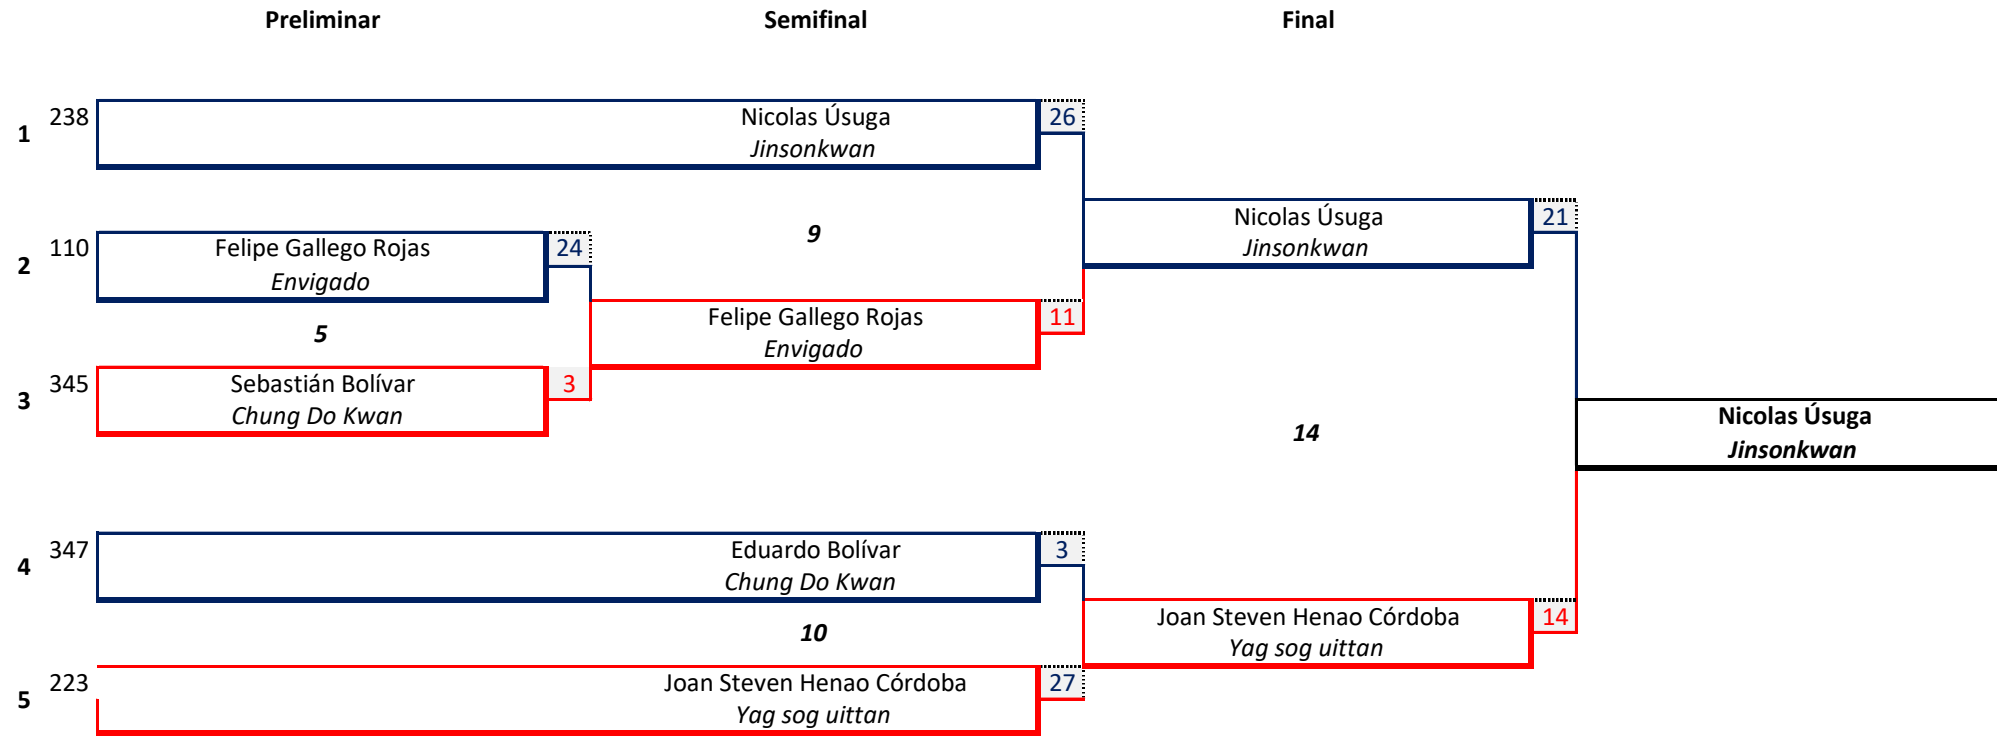 Preliminar Semifinal Final
238 Nicolas Úsuga 26
1 Jinsonkwan
Nicolas Úsuga 21
9
110 Felipe Gallego Rojas 24 Jinsonkwan
2 Envigado
Felipe Gallego Rojas 11
5 Envigado
345 Sebastián Bolívar 3
3 Chung Do Kwan Nicolas Úsuga
14
Jinsonkwan
347 Eduardo Bolívar 3
4 Chung Do Kwan
Joan Steven Henao Córdoba 14
10 Yag sog uittan
223 Joan Steven Henao Córdoba 27
5 Yag sog uittan